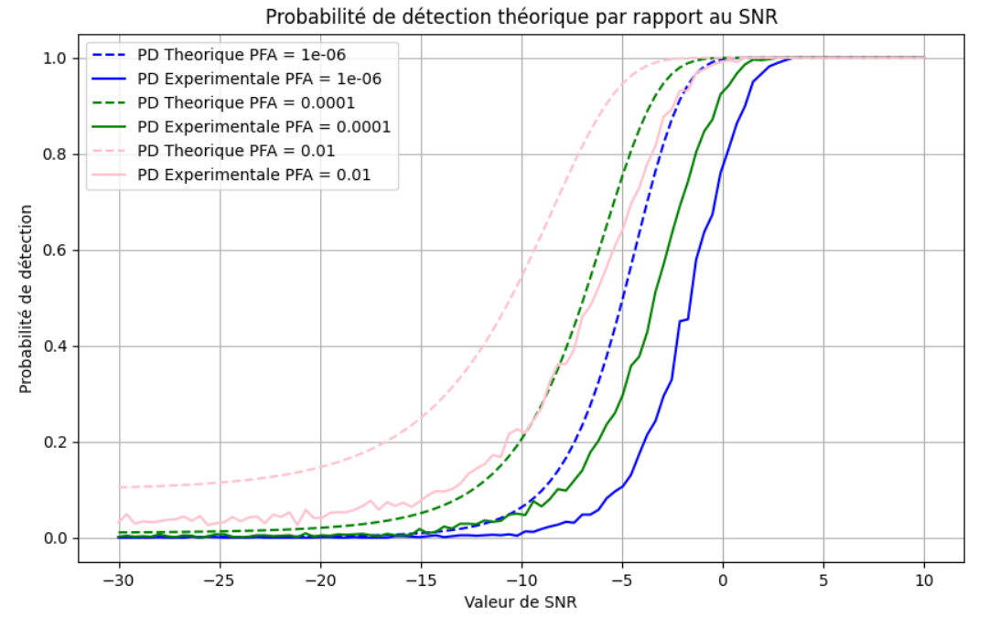 Probabilité de détection théorique par rapport au SNR
PD Theorique PFA = 1e-06
PD Experimentale PFA = 1e-06
PD Theorique PFA = 0.0001
PD Experimentale PFA = 0.0001
PD Theorique PFA = 0.01
PD Experimentale PFA = 0.01
Probabilité de détection
1.0
0.8
0.6
0.4
0.2
0.0
−30 −25 −20 −15 −10 −5 0 5 10
Valeur de SNR